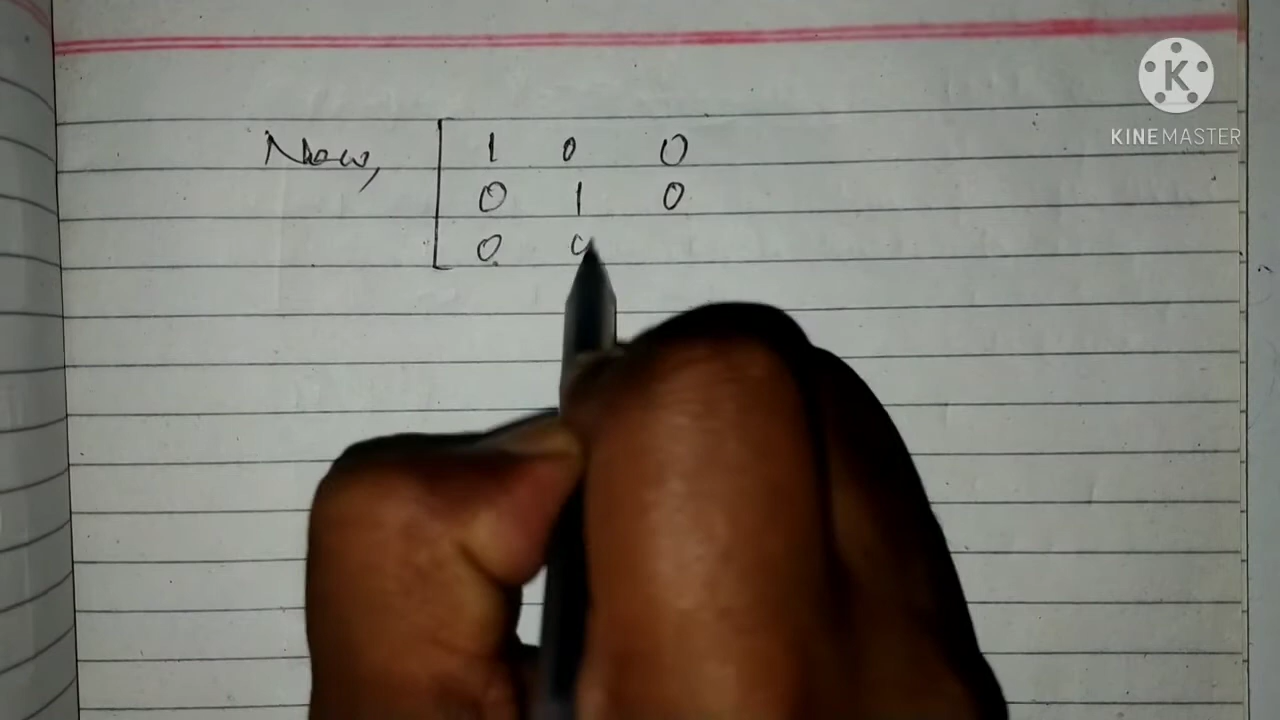 Now, [ 1 0 0
0 1 0
0
K
KINEMASTER